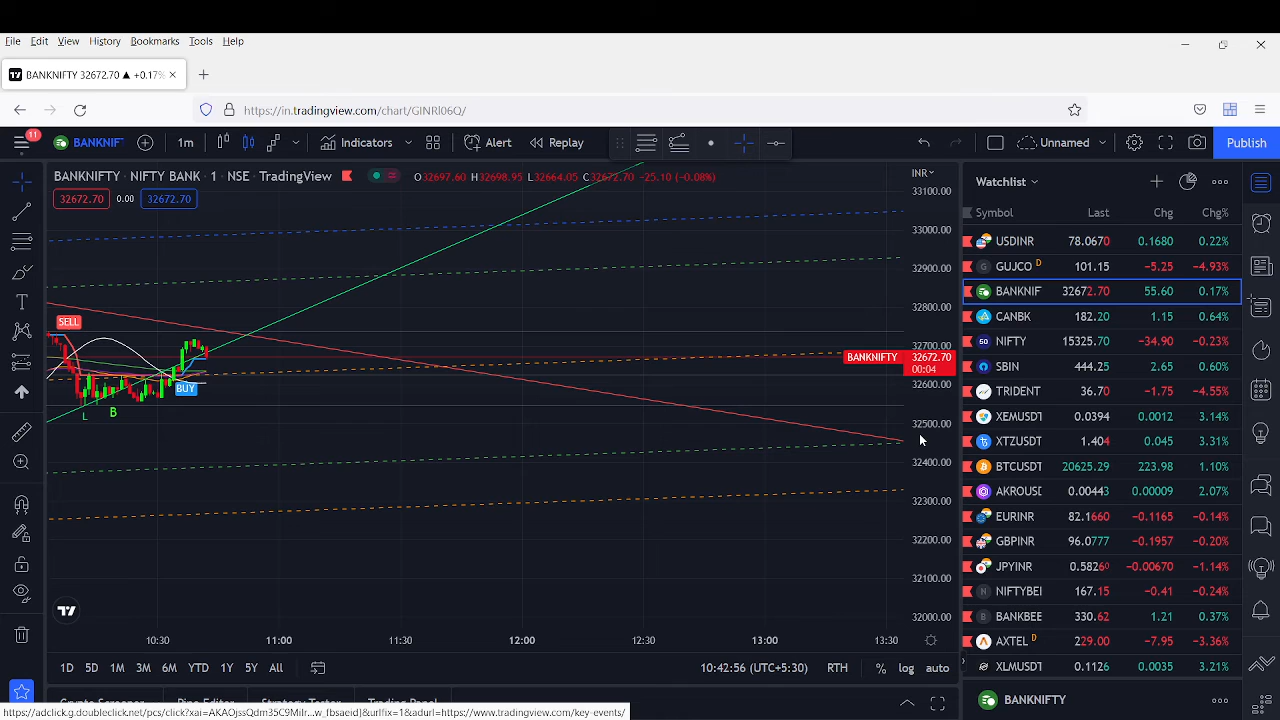 File Edit View History Bookmarks Tools Help
BANKNIFTY 32672.70 ▲ +0.17%
https://in.tradingview.com/chart/GINRl06Q/
11 BANKNIF 1m Indicators Alert Replay Unnamed Publish
BANKNIFTY · NIFTY BANK · 1 · NSE · TradingView O32697.60 H32698.95 L32664.05 C32672.70 -25.10 (-0.08%)
32672.70 0.00 32672.70
INR
33100.00
33000.00
32900.00
32800.00
32700.00
BANKNIFTY 32672.70
00:04
32600.00
32500.00
32400.00
32300.00
32200.00
32100.00
32000.00
SELL
BUY
L B
10:30 11:00 11:30 12:00 12:30 13:00 13:30
1D 5D 1M 3M 6M YTD 1Y 5Y All 10:42:56 (UTC+5:30) RTH % log auto
https://adclick.g.doubleclick.net/pcs/click?xai=AKAOjssQdm35C9Milr...w_fbsaeid]&urlfix=1&adurl=https://www.tradingview.com/key-events/
Watchlist
Symbol Last Chg Chg%
USDINR 78.0670 0.1680 0.22%
GUJCO D 101.15 −5.25 −4.93%
BANKNIF 32672.70 55.60 0.17%
CANBK 182.20 1.15 0.64%
50 NIFTY 15325.70 −34.90 −0.23%
SBIN 444.25 2.65 0.60%
TRIDENT 36.70 −1.75 −4.55%
XEMUSDT 0.0394 0.0012 3.14%
XTZUSDT 1.404 0.045 3.31%
BTCUSDT 20625.29 223.98 1.10%
AKROUSI 0.00443 0.00009 2.07%
EURINR 82.1660 −0.1165 −0.14%
GBPINR 96.0777 −0.1957 −0.20%
JPYINR 0.58260 −0.00670 −1.14%
N NIFTYBEI 167.15 −0.41 −0.24%
B BANKBEE 330.62 1.21 0.37%
AXTEL D 229.00 −7.95 −3.36%
XLMUSDT 0.1126 0.0035 3.21%
BANKNIFTY